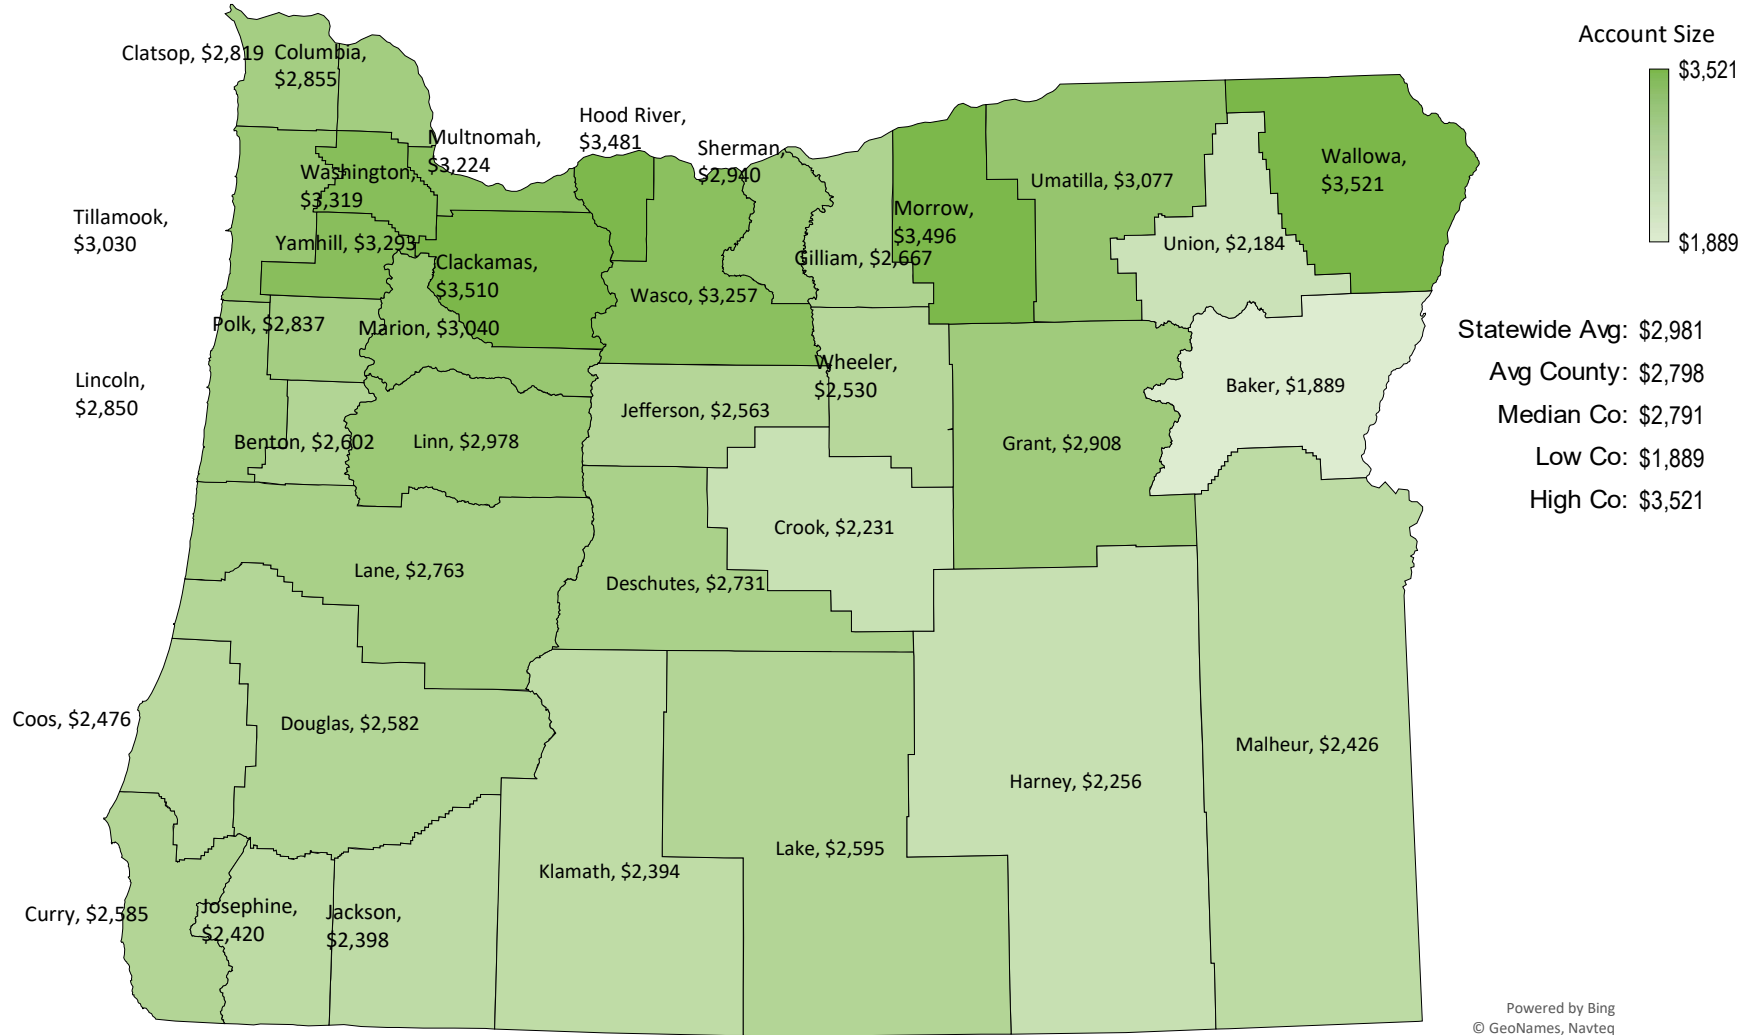 Clatsop, $2,819
Columbia,
$2,855
Account Size
$3,521
$1,889
Multnomah,
$3,224
Hood River,
$3,481
Sherman,
$2,940
Washington,
$3,319
Wallowa,
$3,521
Umatilla, $3,077
Morrow,
$3,496
Tillamook,
$3,030
Yamhill, $3,293
Union, $2,184
Gilliam, $2,667
Clackamas,
$3,510
Wasco, $3,257
Polk, $2,837
Marion, $3,040
Statewide Avg: $2,981
Avg County: $2,798
Median Co: $2,791
Low Co: $1,889
High Co: $3,521
Lincoln,
$2,850
Wheeler,
$2,530
Baker, $1,889
Jefferson, $2,563
Benton, $2,602
Linn, $2,978
Grant, $2,908
Crook, $2,231
Lane, $2,763
Deschutes, $2,731
Coos, $2,476
Douglas, $2,582
Malheur, $2,426
Harney, $2,256
Lake, $2,595
Klamath, $2,394
Curry, $2,585
Josephine,
$2,420
Jackson,
$2,398
Powered by Bing
© GeoNames, Navteq